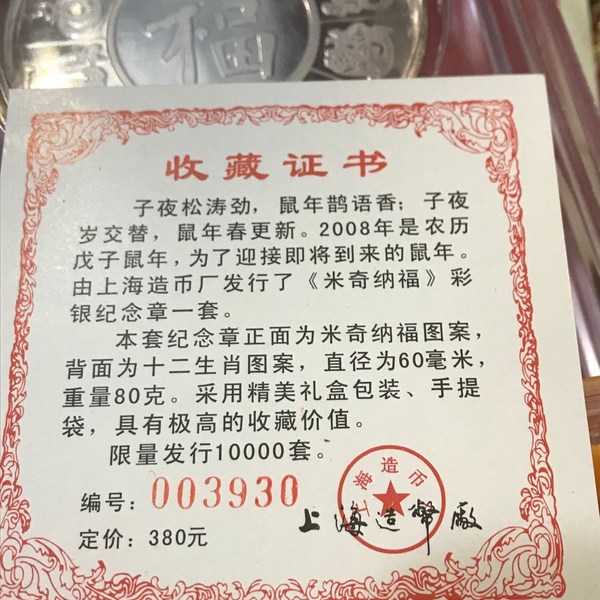 福
收藏证书
子夜松涛劲，鼠年鹊语香；子夜
岁交替，鼠年春更新。2008年是农历
戊子鼠年，为了迎接即将到来的鼠年。
由上海造币厂发行了《米奇纳福》彩
银纪念章一套。
本套纪念章正面为米奇纳福图案，
背面为十二生肖图案，直径为60毫米，
重量80克。采用精美礼盒包装、手提
袋，具有极高的收藏价值。
限量发行10000套。
编号：003930
上海造币厂
定价：380元
上海造幣廠